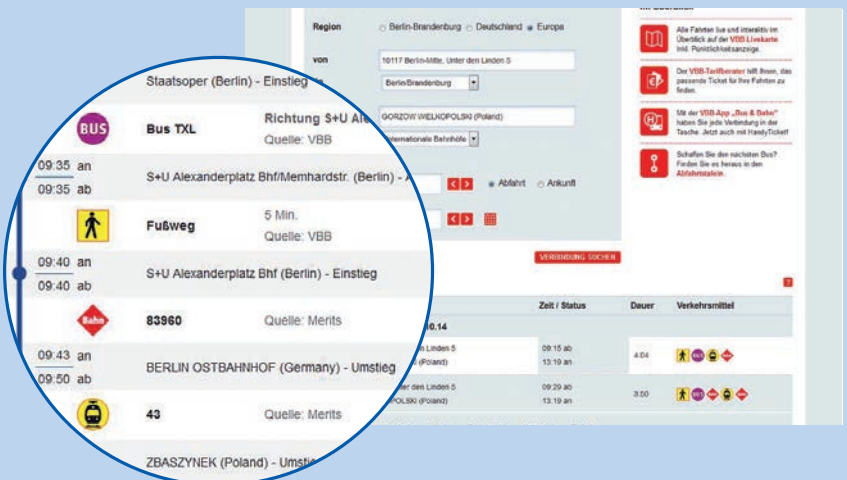 Region
Berlin-Brandenburg Deutschland Europa
von
10117 Berlin-Mitte, Unter den Linden 5
Berlin/Brandenburg
GORZOW WIELKOPOLSKI (Poland)
Internationale Bahnhöfe
Abfahrt Ankunft
VERBINDUNG SUCHEN
Alle Fahrten live und interaktiv im
Überblick auf der VBB-Livekarte
Inkl. Pünktlichkeitsanzeige.
Der VBB-Tarifberater hilft Ihnen, das
passende Ticket für Ihre Fahrten zu
finden.
Mit der VBB-App „Bus & Bahn"
haben Sie jede Verbindung in der
Tasche. Jetzt auch mit HandyTicket!
Schaffen Sie den nächsten Bus?
Finden Sie es heraus in den
Abfahrtstafeln.
?
Zeit / Status Dauer Verkehrsmittel
10.14
Linden 5 09:15 ab
(Poland) 13:19 an
4:04
BUS
den Linden 5 09:29 ab
(Poland) 13:19 an
3:50
BUS
Staatsoper (Berlin) - Einstieg
BUS Bus TXL Richtung S+U
Quelle: VBB
09:35 an
09:35 ab
S+U Alexanderplatz Bhf/Memhardstr. (Berlin) -
Fußweg 5 Min.
Quelle: VBB
09:40 an
09:40 ab
S+U Alexanderplatz Bhf (Berlin) - Einstieg
Bahn 83960 Quelle: Merits
09:43 an
09:50 ab
BERLIN OSTBAHNHOF (Germany) - Umstieg
43 Quelle: Merits
ZBASZYNEK (Poland) - Umstieg